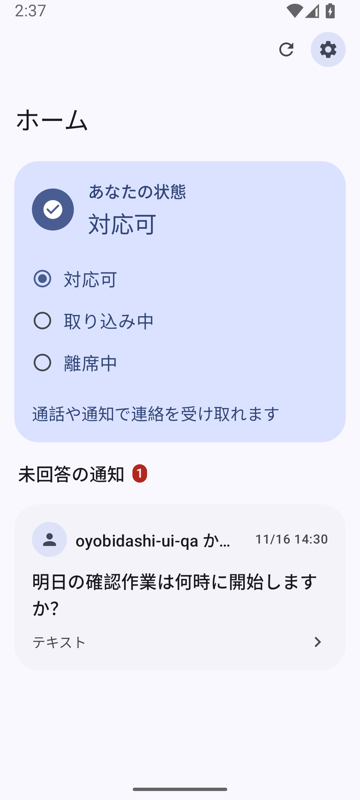 2:37
ホーム
あなたの状態
対応可
対応可
取り込み中
離席中
通話や通知で連絡を受け取れます
未回答の通知 1
oyobidashi-ui-qa か... 11/16 14:30
明日の確認作業は何時に開始します
か?
テキスト